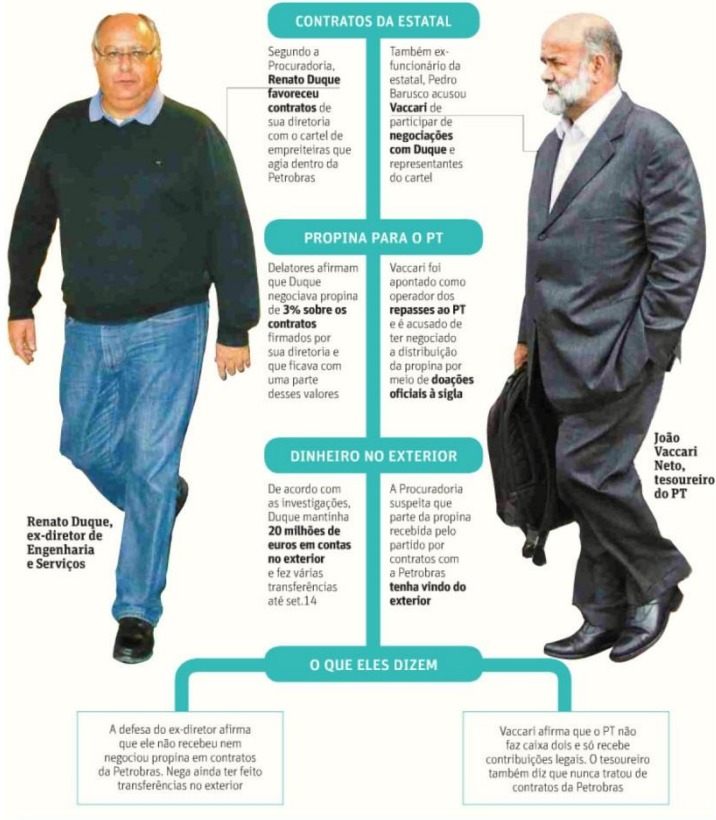 CONTRATOS DA ESTATAL
Segundo a
Procuradoria,
Renato Duque
favoreceu
contratos de
sua diretoria
com o cartel de
empreiteiras que
agia dentro da
Petrobras
Também ex-
funcionário da
estatal, Pedro
Barusco acusou
Vaccari de
participar de
negociações
com Duque e
representantes
do cartel
PROPINA PARA O PT
Delatores afirmam
que Duque
negociava propina
de 3% sobre os
contratos
firmados por
sua diretoria e
que ficava com
uma parte
desses valores
Vaccari foi
apontado como
operador dos
repasses ao PT
e é acusado de
ter negociado
a distribuição
da propina por
meio de doações
oficiais à sigla
DINHEIRO NO EXTERIOR
De acordo com
as investigações,
Duque mantinha
20 milhões de
euros em contas
no exterior
e fez várias
transferências
até set.14
A Procuradoria
suspeita que
parte da propina
recebida pelo
partido por
contratos com
a Petrobras
tenha vindo do
exterior
Renato Duque,
ex-diretor de
Engenharia
e Serviços
João
Vaccari
Neto,
tesoureiro
do PT
O QUE ELES DIZEM
A defesa do ex-diretor afirma
que ele não recebeu nem
negociou propina em contratos
da Petrobras. Nega ainda ter feito
transferências no exterior
Vaccari afirma que o PT não
faz caixa dois e só recebe
contribuições legais. O tesoureiro
também diz que nunca tratou de
contratos da Petrobras